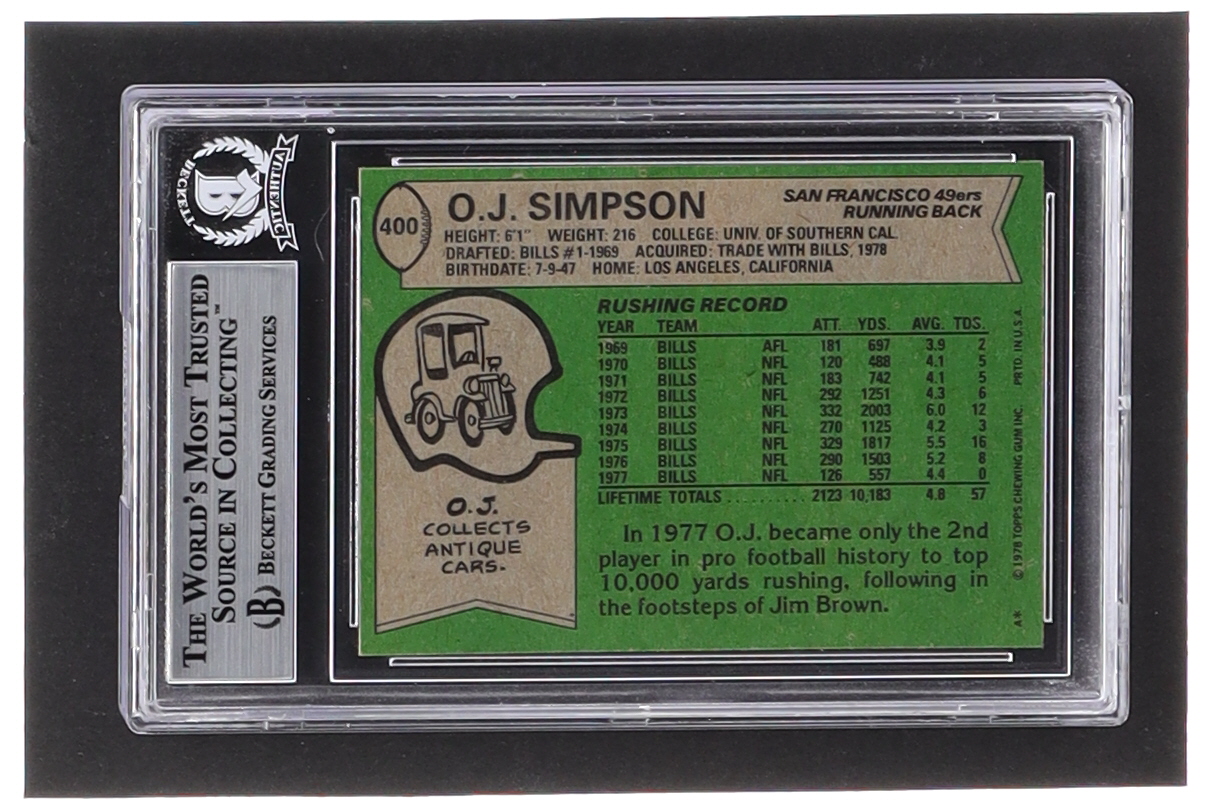 BECKETT AUTHENTIC
B
THE WORLD'S MOST TRUSTED
SOURCE IN COLLECTING™
(B) BECKETT GRADING SERVICES
400
O.J. SIMPSON
SAN FRANCISCO 49ers
RUNNING BACK
HEIGHT: 6'1" WEIGHT: 216 COLLEGE: UNIV. OF SOUTHERN CAL
DRAFTED: BILLS #1-1969 ACQUIRED: TRADE WITH BILLS, 1978
BIRTHDATE: 7-9-47 HOME: LOS ANGELES, CALIFORNIA
O.J.
COLLECTS
ANTIQUE
CARS.
RUSHING RECORD
YEAR TEAM ATT. YDS. AVG. TDS.
1969 BILLS AFL 181 697 3.9 2
1970 BILLS NFL 120 488 4.1 5
1971 BILLS NFL 183 742 4.1 5
1972 BILLS NFL 292 1251 4.3 6
1973 BILLS NFL 332 2003 6.0 12
1974 BILLS NFL 270 1125 4.2 3
1975 BILLS NFL 329 1817 5.5 16
1976 BILLS NFL 290 1503 5.2 8
1977 BILLS NFL 126 557 4.4 0
LIFETIME TOTALS .......... 2123 10,183 4.8 57
In 1977 O.J. became only the 2nd
player in pro football history to top
10,000 yards rushing, following in
the footsteps of Jim Brown.
A* © 1978 TOPPS CHEWING GUM INC. PRTD. IN U.S.A.